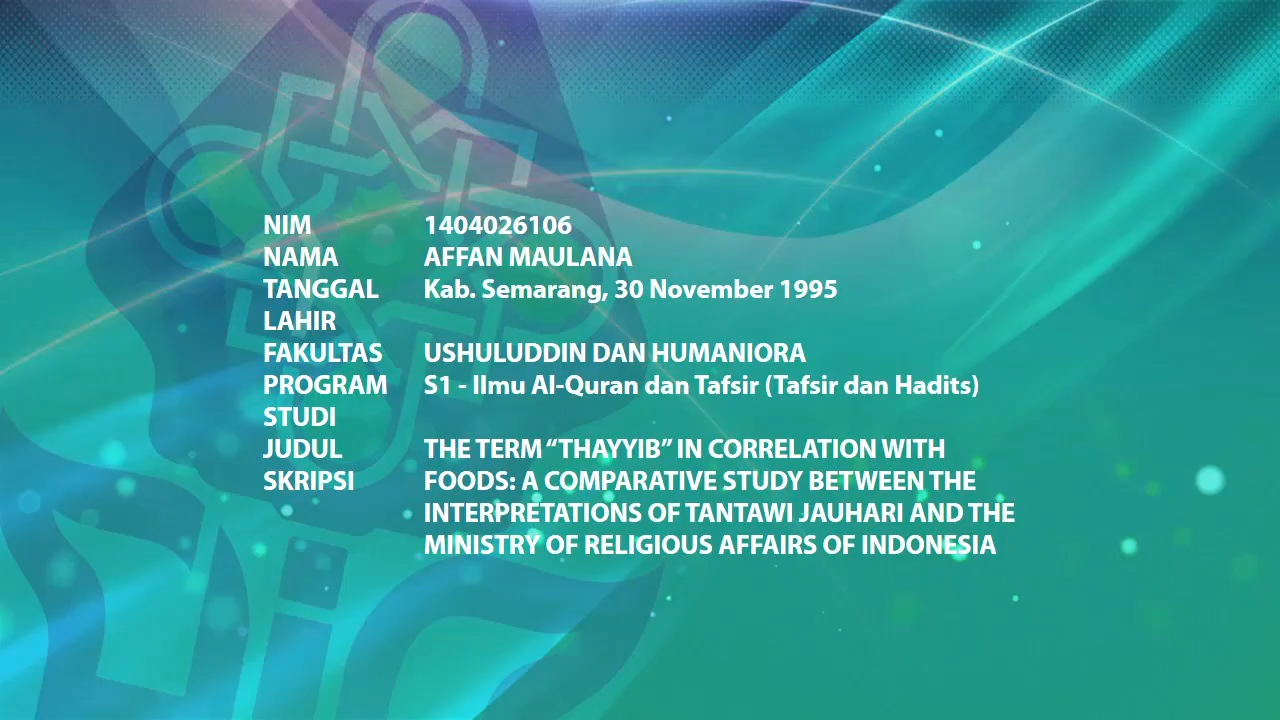 NIM 1404026106
NAMA AFFAN MAULANA
TANGGAL Kab. Semarang, 30 November 1995
LAHIR
FAKULTAS USHULUDDIN DAN HUMANIORA
PROGRAM S1 - Ilmu Al-Quran dan Tafsir (Tafsir dan Hadits)
STUDI
JUDUL THE TERM “THAYYIB” IN CORRELATION WITH
SKRIPSI FOODS: A COMPARATIVE STUDY BETWEEN THE
INTERPRETATIONS OF TANTAWI JAUHARI AND THE
MINISTRY OF RELIGIOUS AFFAIRS OF INDONESIA